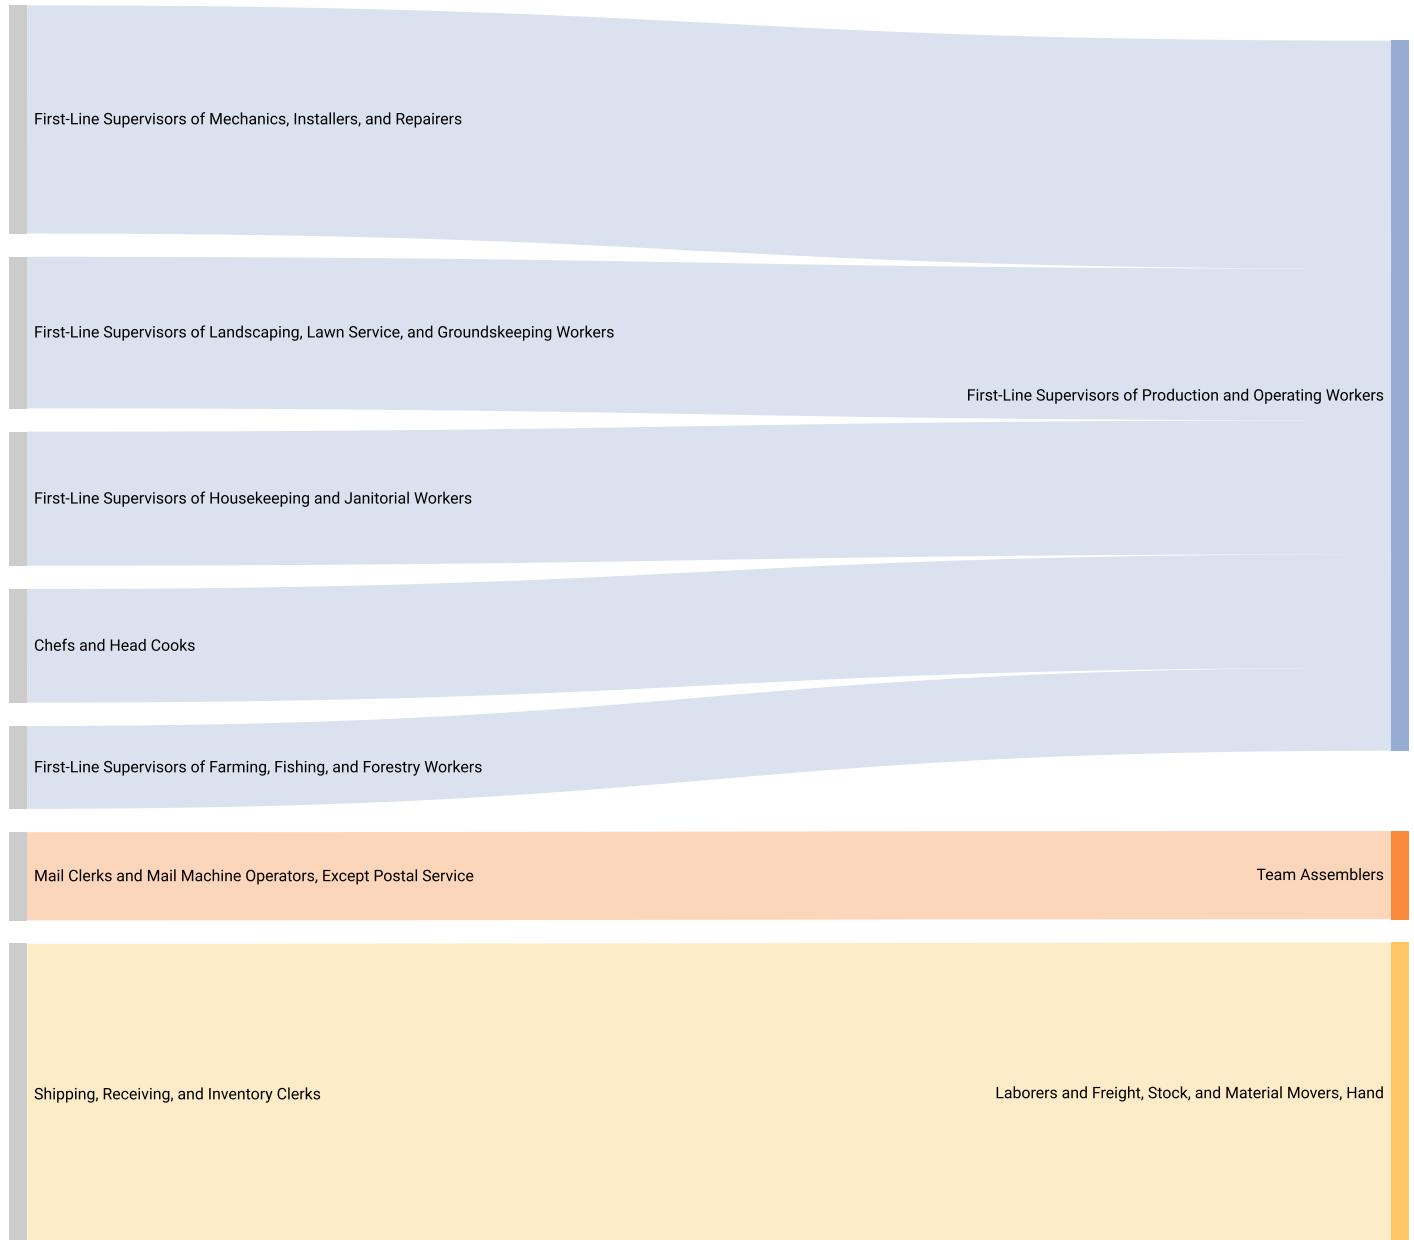 First-Line Supervisors of Mechanics, Installers, and Repairers
First-Line Supervisors of Landscaping, Lawn Service, and Groundskeeping Workers
First-Line Supervisors of Production and Operating Workers
First-Line Supervisors of Housekeeping and Janitorial Workers
Chefs and Head Cooks
First-Line Supervisors of Farming, Fishing, and Forestry Workers
Mail Clerks and Mail Machine Operators, Except Postal Service
Team Assemblers
Shipping, Receiving, and Inventory Clerks
Laborers and Freight, Stock, and Material Movers, Hand